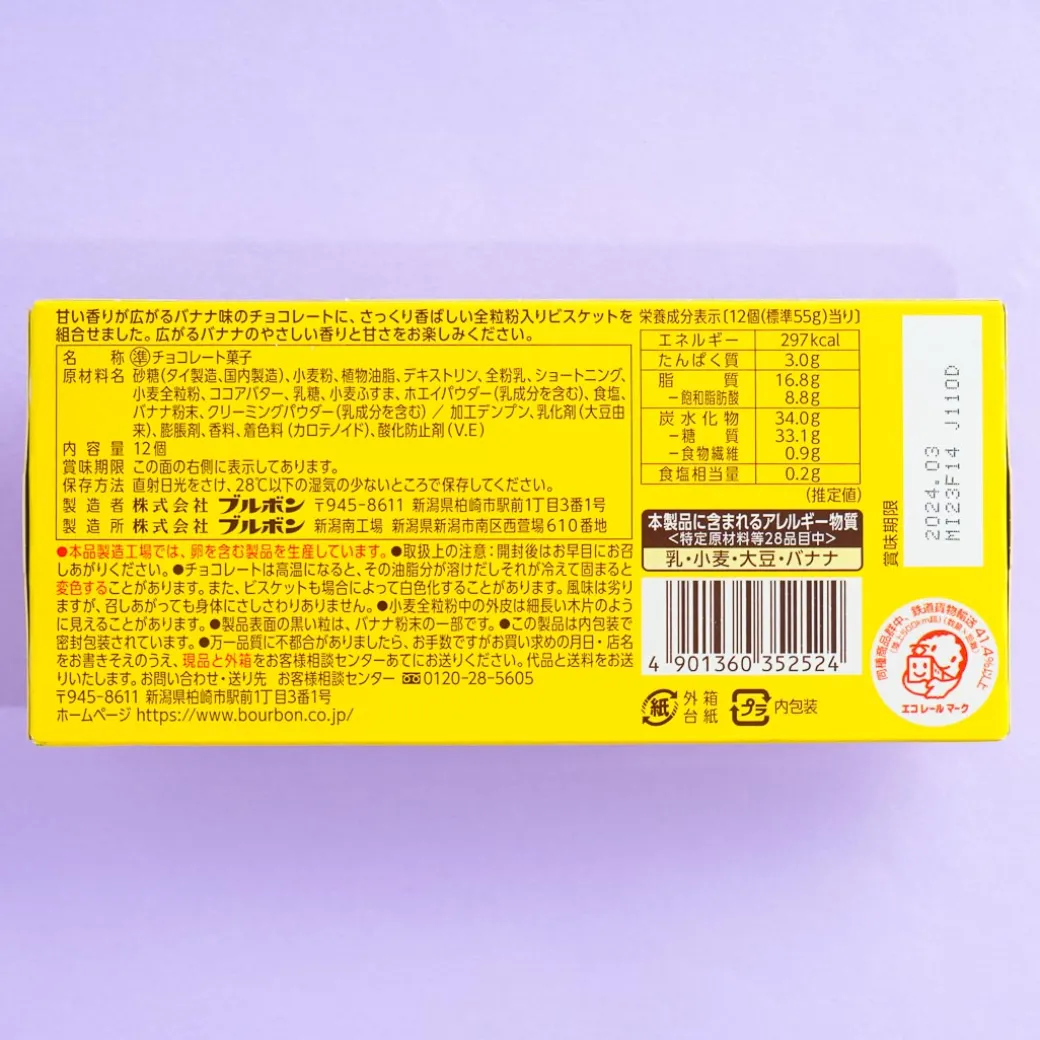 甘い香りが広がるバナナ味のチョコレートに、さっくり香ばしい全粒粉入りビスケットを
組合せました。広がるバナナのやさしい香りと甘さをお楽しみください。
名 称 準チョコレート菓子
原材料名 砂糖(タイ製造、国内製造)、小麦粉、植物油脂、デキストリン、全粉乳、ショートニング、
小麦全粒粉、ココアバター、乳糖、小麦ふすま、ホエイパウダー(乳成分を含む)、食塩、
バナナ粉末、クリーミングパウダー(乳成分を含む) / 加工デンプン、乳化剤(大豆由
来)、膨脹剤、香料、着色料(カロテノイド)、酸化防止剤(V.E)
内容量 12個
賞味期限 この面の右側に表示してあります。
保存方法 直射日光をさけ、28℃以下の湿気の少ないところで保存してください。
製造者 株式会社 ブルボン 〒945-8611 新潟県柏崎市駅前1丁目3番1号
製造所 株式会社 ブルボン 新潟南工場 新潟県新潟市南区西萱場610番地
●本品製造工場では、卵を含む製品を生産しています。●取扱上の注意:開封後はお早目にお召
しあがりください。●チョコレートは高温になると、その油脂分が溶けだしそれが冷えて固まると
変色することがあります。また、ビスケットも場合によって白色化することがあります。風味は劣り
ますが、召しあがっても身体にさしさわりありません。●小麦全粒粉中の外皮は細長い木片のよう
に見えることがあります。●製品表面の黒い粒は、バナナ粉末の一部です。●この製品は内包装で
密封包装されています。●万一品質に不都合がありましたら、お手数ですがお買い求めの月日・店名
をお書きそえのうえ、現品と外箱をお客様相談センターあてにお送りください。代品と送料をお送
りいたします。お問い合わせ・送り先 お客様相談センター 0120-28-5605
〒945-8611 新潟県柏崎市駅前1丁目3番1号
ホームページ https://www.bourbon.co.jp/
栄養成分表示〔12個(標準55g)当り〕
エネルギー 297kcal
たんぱく質 3.0g
脂質 16.8g
-飽和脂肪酸 8.8g
炭水化物 34.0g
-糖質 33.1g
-食物繊維 0.9g
食塩相当量 0.2g
(推定値)
本製品に含まれるアレルギー物質
<特定原材料等28品目中>
乳・小麦・大豆・バナナ
4 901360 352524
紙 外箱 台紙 プラ 内包装
賞味期限
2024.03
MI23F14 J110D
同種商品群中、鉄道貨物輸送41.4%以上
(陸上500km超) (数量×距離)
エコレールマーク